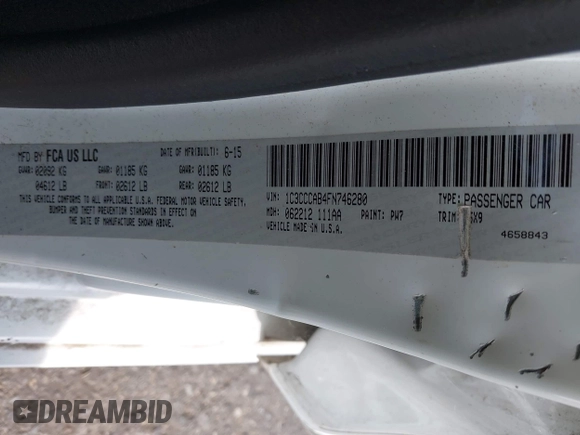 MFD BY FCA US LLC
DATE OF MFR(BUILT): 6-15
GVWR: 02092 KG
GAWR: 01185 KG
GAWR: 01185 KG
04612 LB
FRONT: 02612 LB
REAR: 02612 LB
THIS VEHICLE CONFORMS TO ALL U.S.A. FEDERAL MOTOR VEHICLE SAFETY,
BUMPER AND THEFT PREVENTION STANDARDS IN EFFECT ON
THE DATE OF MANUFACTURE SHOWN ABOVE.
VIN: 1C3CCCAB4FN746280
TYPE: PASSENGER CAR
MDH: 062212 111AA
PAINT: PW7
TRIM: X9
VEHICLE MADE IN U.S.A.
4658843
DREAMBID